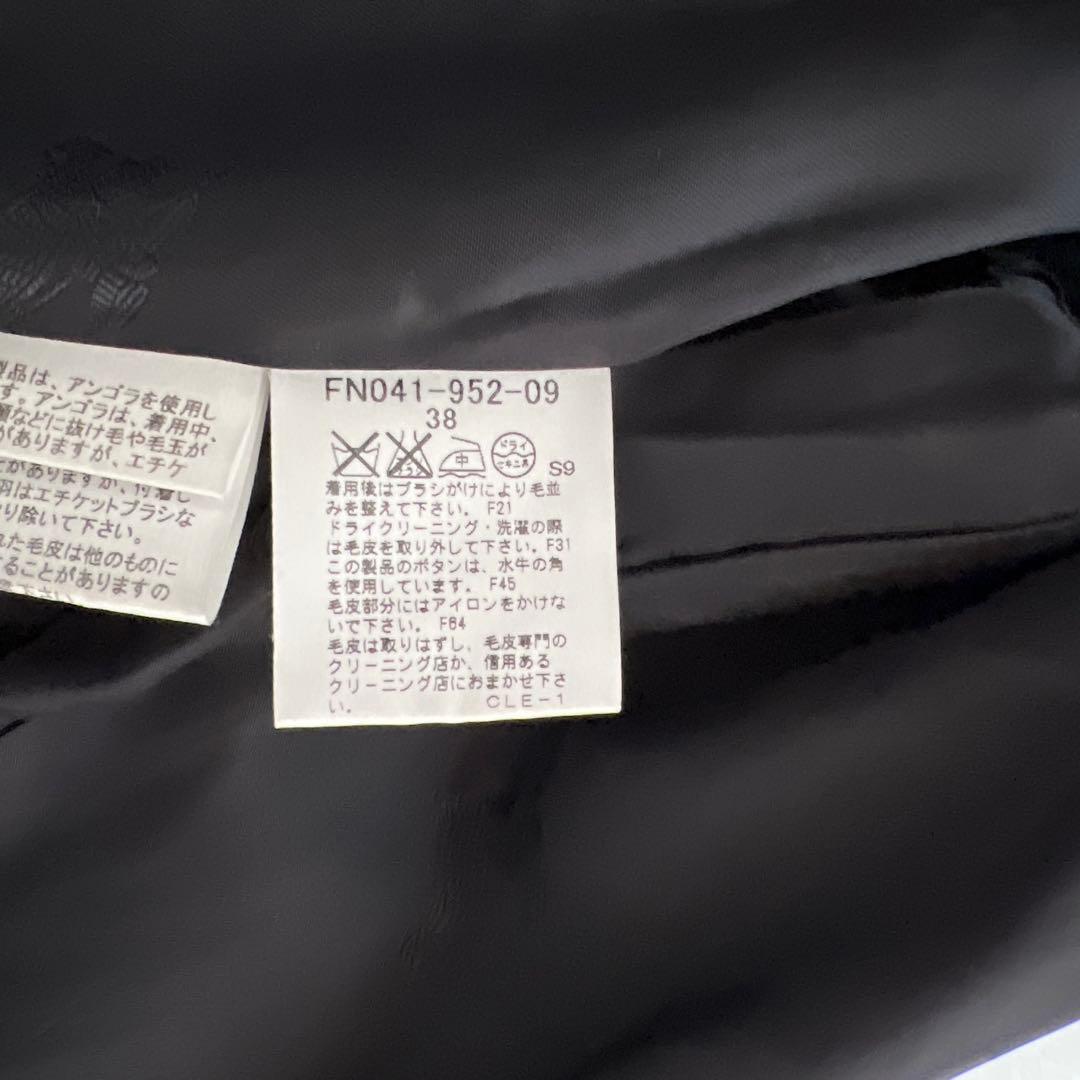 製品は、アンゴラを使用し
す。アンゴラは、着用中、
などに抜け毛や毛玉が
がありますが、エチケ
とがありますが、付着し
羽はエチケットブラシな
り除いて下さい。
れた毛皮は他のものに
ることがありますの
FN041-952-09
38
中
ドライ
セキユ系
S9
着用後はブラシがけにより毛並
みを整えて下さい。 F21
ドライクリーニング・洗濯の際
は毛皮を取り外して下さい。F31
この製品のボタンは、水牛の角
を使用しています。 F45
毛皮部分にはアイロンをかけな
いで下さい。 F64
毛皮は取りはずし、毛皮専門の
クリーニング店か、信用ある
クリーニング店におまかせ下さ
い。 CLE-1